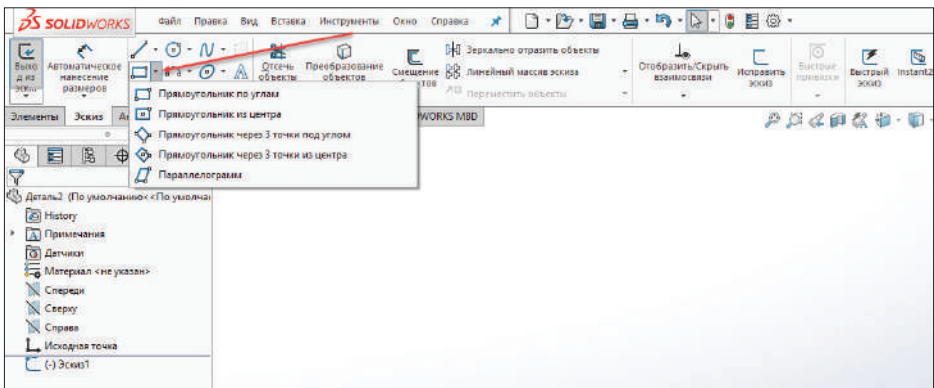 SOLIDWORKS Файл Правка Вид Вставка Инструменты Окно Справка
Автоматическое нанесение размеров
Отсечь объекты
Преобразование объектов
Смещение
Зеркально отразить объекты
Линейный массив эскиза
Переместить объекты
Отобразить/Скрыть взаимосвязи
Исправить эскиз
Быстрые привязки
Быстрый эскиз
Прямоугольник по углам
Прямоугольник из центра
Прямоугольник через 3 точки под углом
Прямоугольник через 3 точки из центра
Параллелограмм
Элементы Эскиз
WORKS MBD
Деталь2 (По умолчанию<<По умолчан
History
Примечания
Датчики
Материал <не указан>
Спереди
Сверху
Справа
Исходная точка
(-) Эскиз1